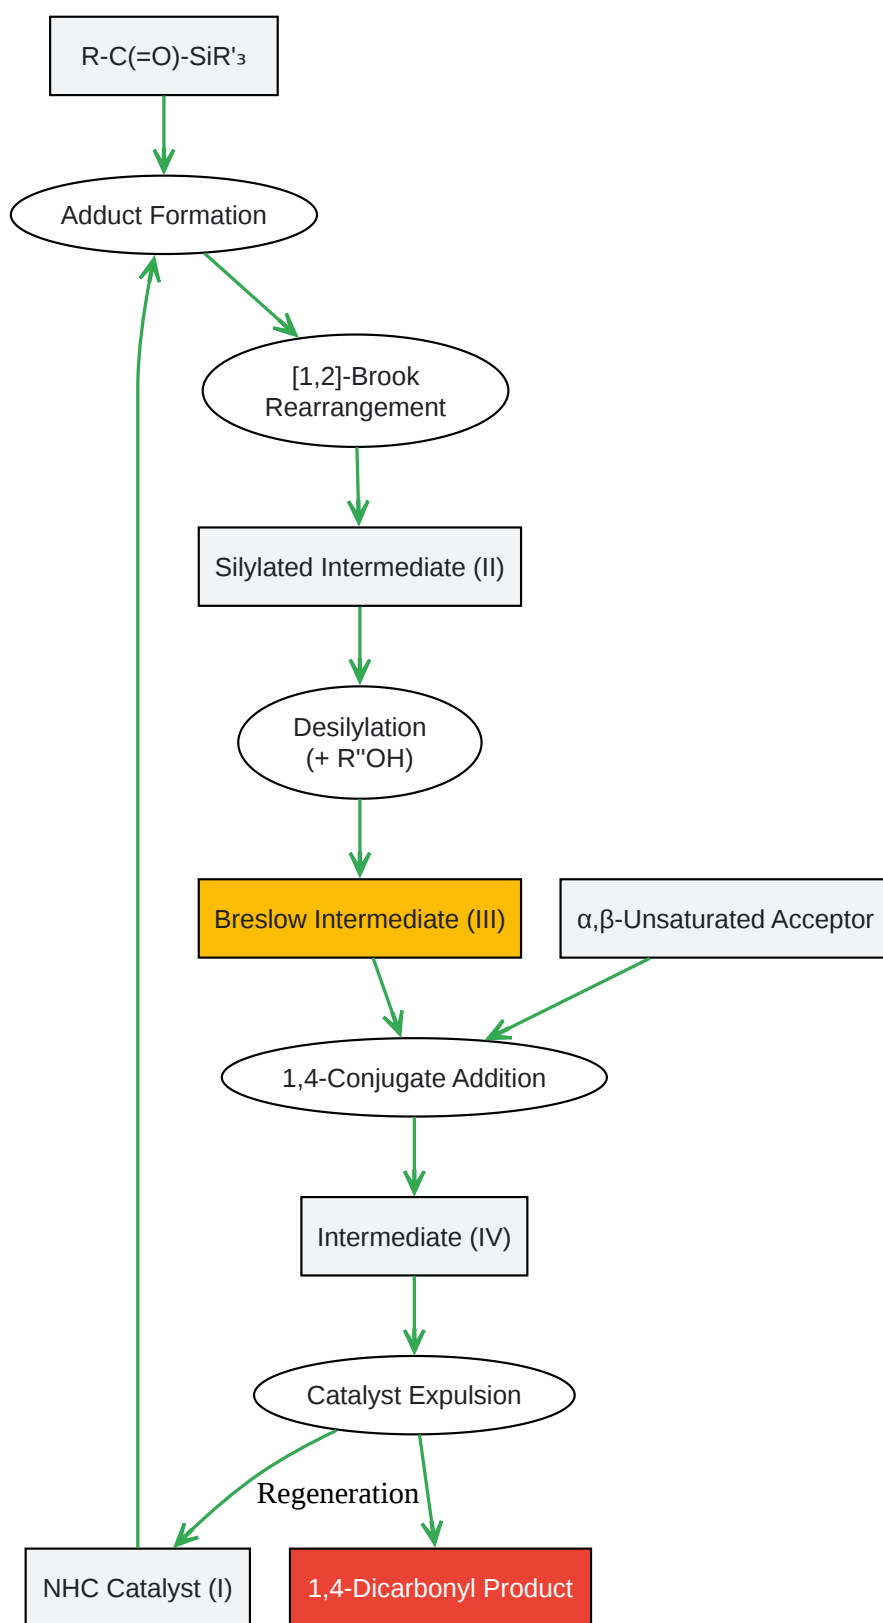 R-C(=O)-SiR'₃
Adduct Formation
[1,2]-Brook
Rearrangement
Silylated Intermediate (II)
Desilylation
(+ R"OH)
Breslow Intermediate (III)
α,β-Unsaturated Acceptor
1,4-Conjugate Addition
Intermediate (IV)
Catalyst Expulsion
Regeneration
NHC Catalyst (I)
1,4-Dicarbonyl Product